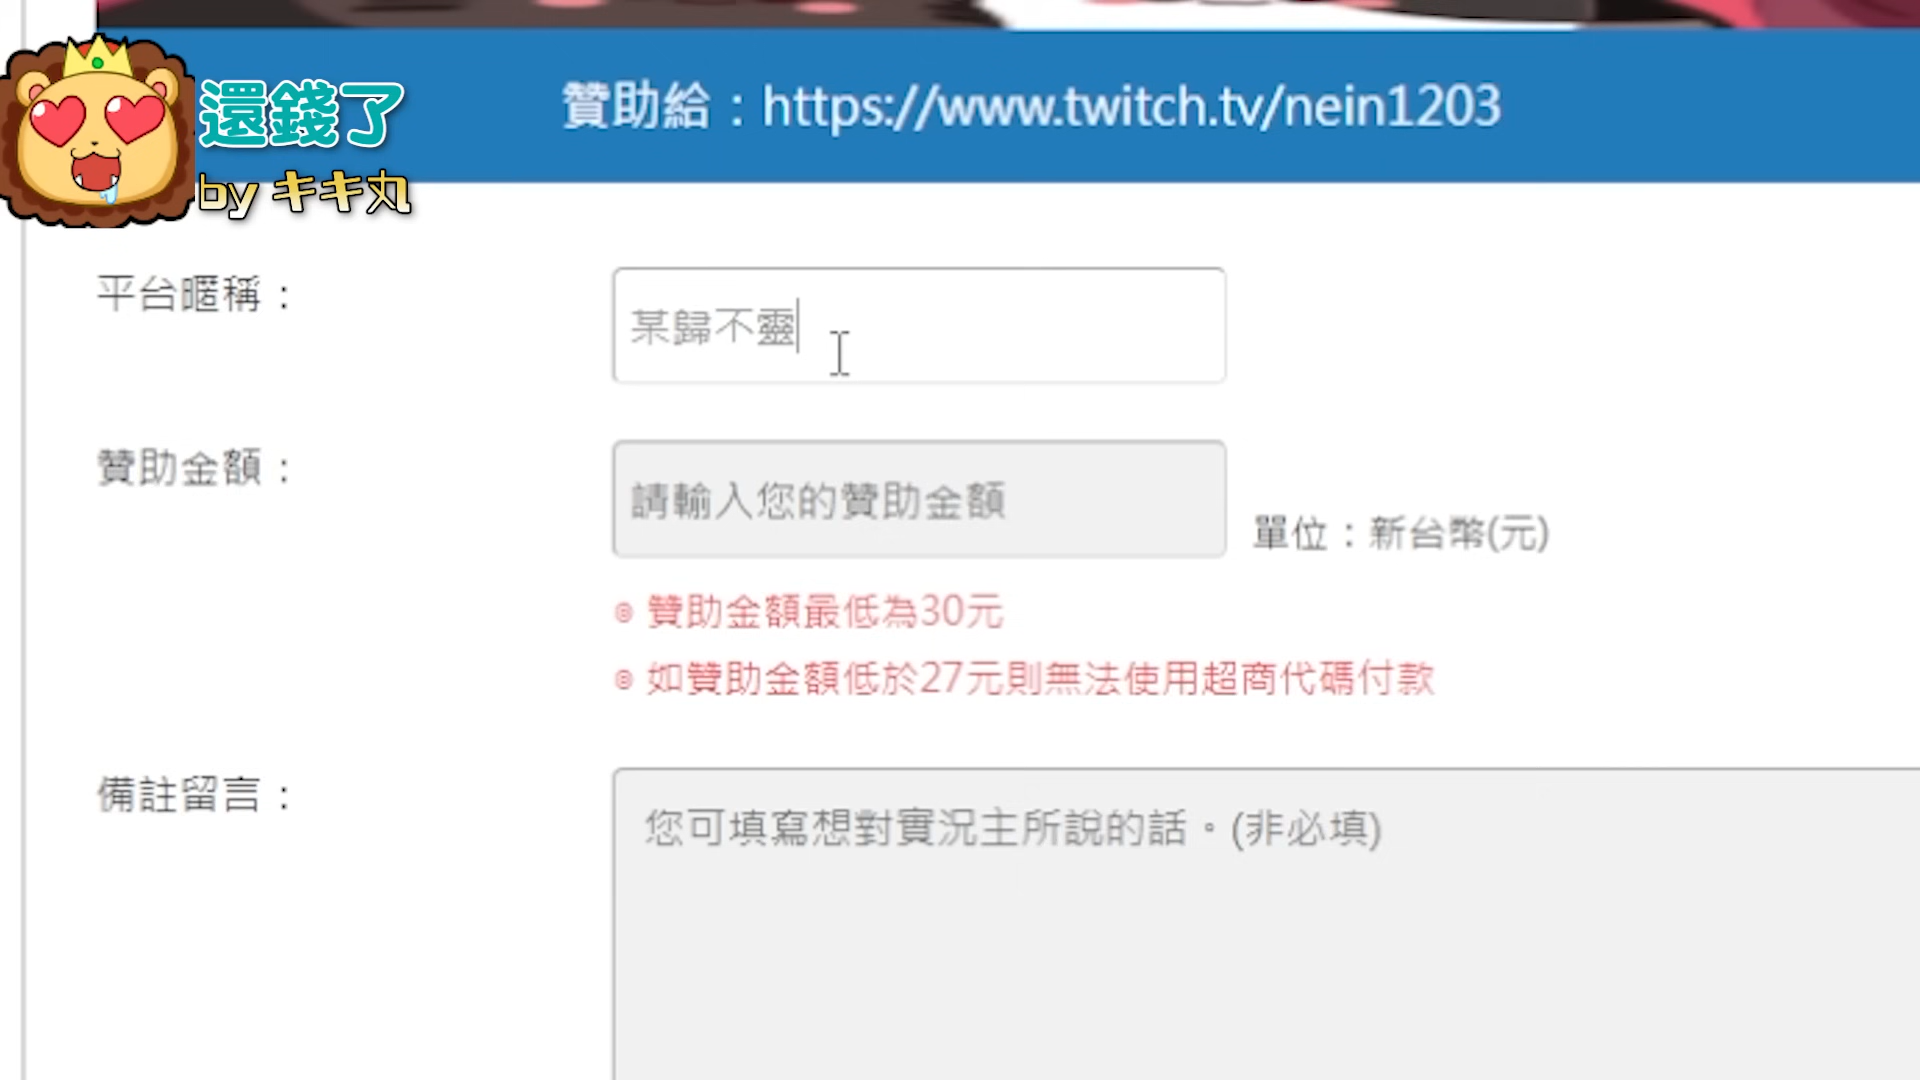 還錢了
by キキ丸
贊助給：https://www.twitch.tv/nein1203
平台暱稱：
某歸不靈
贊助金額：
請輸入您的贊助金額
單位：新台幣(元)
◎ 贊助金額最低為30元
◎ 如贊助金額低於27元則無法使用超商代碼付款
備註留言：
您可填寫想對實況主所說的話。(非必填)